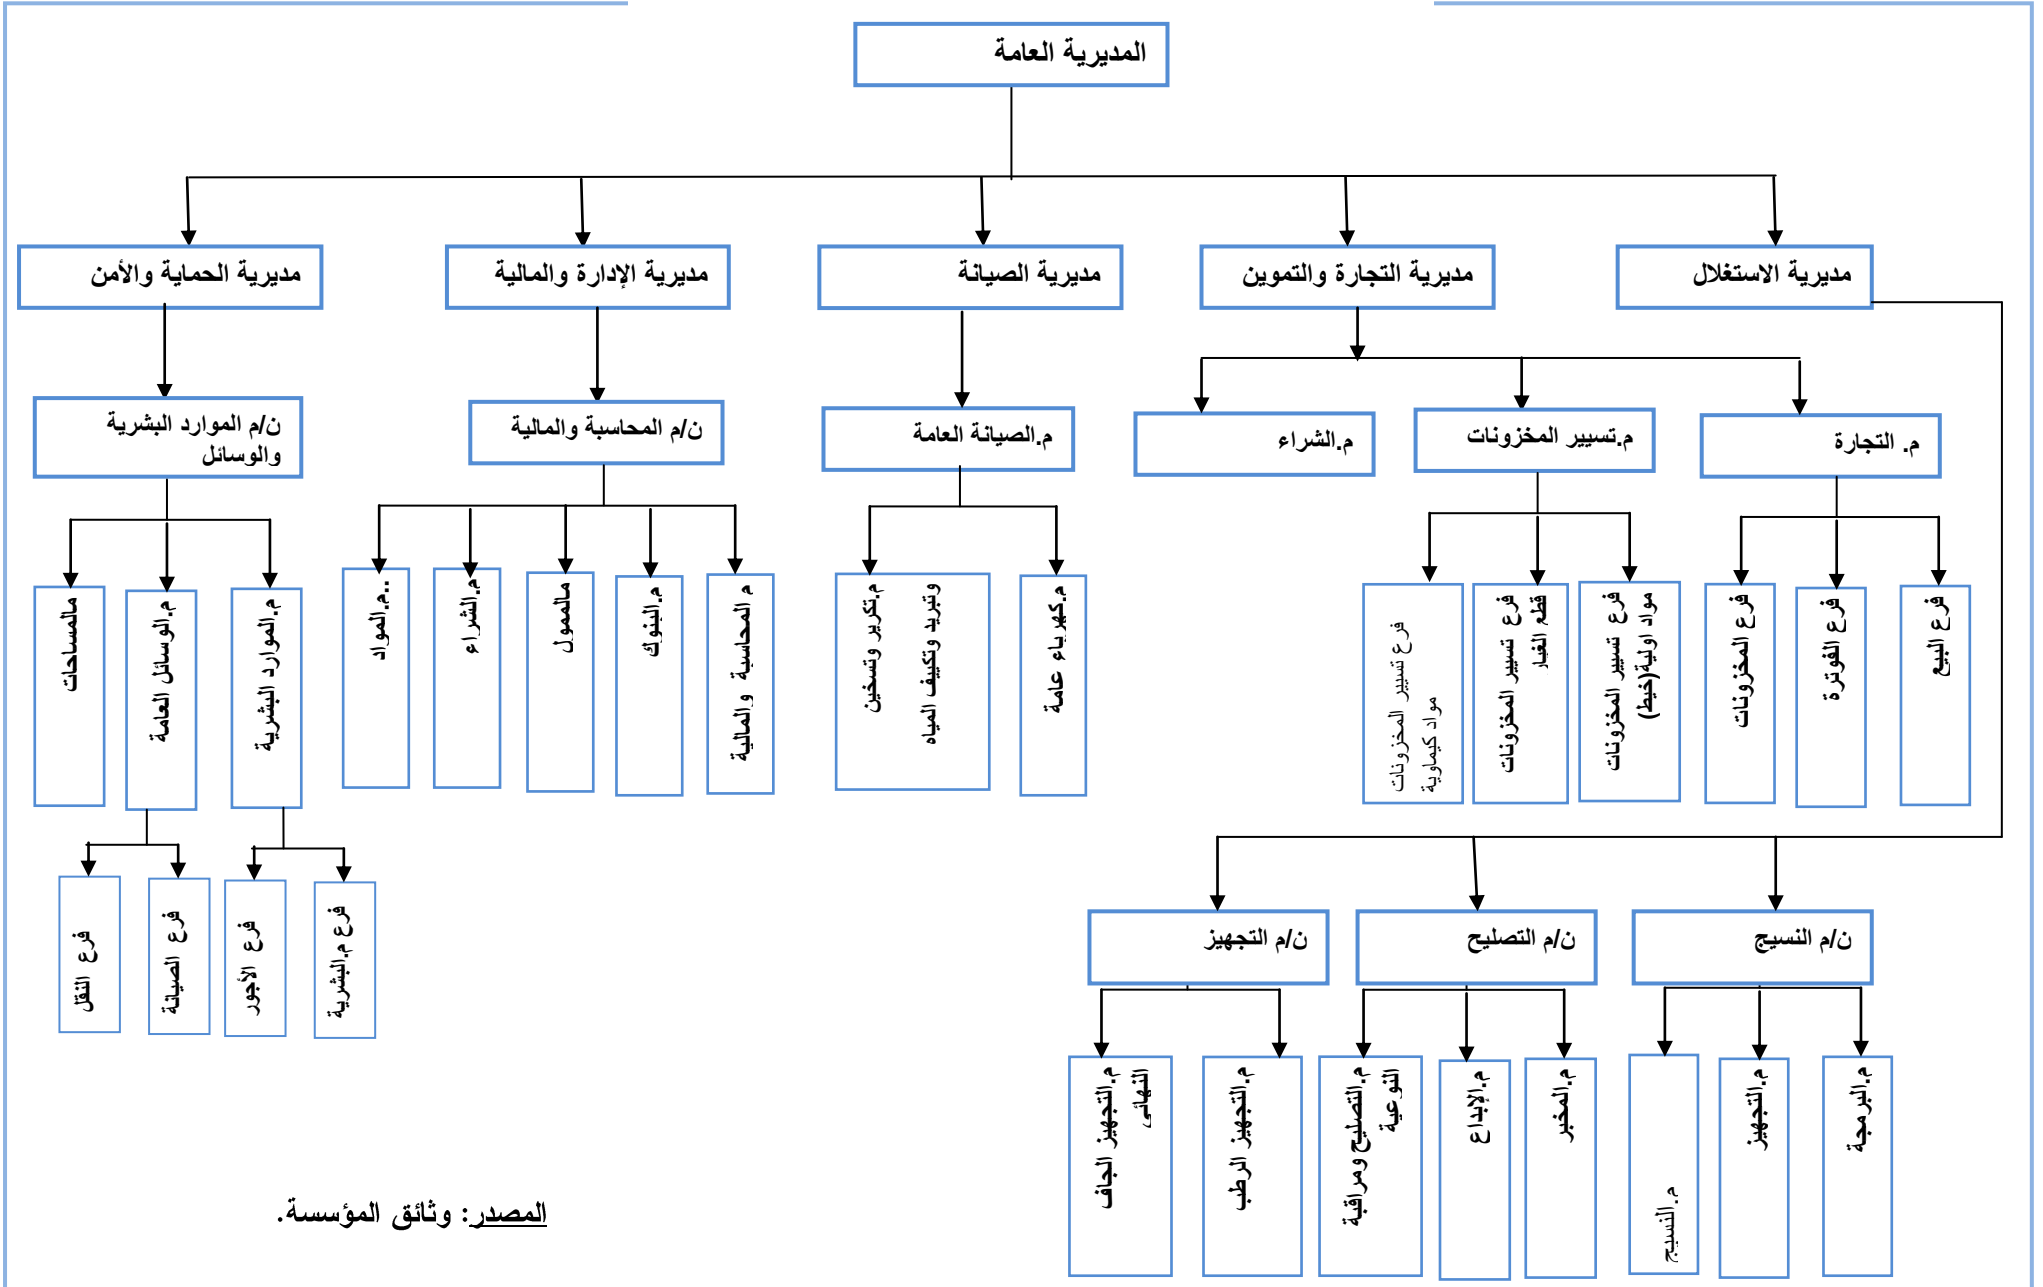 المديرية العامة
مديرية الاستغلال
مديرية التجارة والتموين
مديرية الصيانة
مديرية الإدارة والمالية
مديرية الحماية والأمن
م. التجارة
م.تسيير المخزونات
م.الشراء
م.الصيانة العامة
ن/م المحاسبة والمالية
ن/م الموارد البشرية
والوسائل
فرع البيع
فرع الفوترة
فرع المخزونات
فرع تسيير المخزونات
مواد اولية(خيط)
فرع تسيير المخزونات
قطع الغيار
فرع تسيير المخزونات
مواد كيماوية
م.كهرباء عامة
م.تكرير وتسخين
وتبريد وتكييف المياه
م المحاسبة والمالية
م.البنوك
مالممول
م.الشراء
..م.المواد
م.الموارد البشرية
م.الوسائل العامة
مالمساحات
فرع م.البشرية
فرع الأجور
فرع الصيانة
فرع النقل
ن/م النسيج
ن/م التصليح
ن/م التجهيز
م.البرمجة
م.التجهيز
م.النسيج
م.المخبر
م.الإبداع
م.التصليح ومراقبة
النوعية
م.التجهيز الرطب
م.التجهيز الجاف
النهائي
المصدر: وثائق المؤسسة.